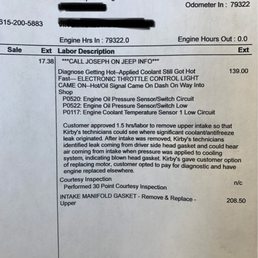 Odometer In : 79322
615-200-5883
Engine Hrs In : 79322.0
Engine Hours Out : 0.0
Sale Ext Labor Description Ext
17.38 ***CALL JOSEPH ON JEEP INFO***
Diagnose Getting Hot--Applied Coolant Still Got Hot 139.00
Fast--- ELECTRONIC THROTTLE CONTROL LIGHT
CAME ON--Hot/Oil Signal Came On Dash On Way Into
Shop
P0520: Engine Oil Pressure Sensor/Switch Circuit
P0522: Engine Oil Pressure Sensor/Switch Low
P0117: Engine Coolant Temperature Sensor 1 Low Circuit
Customer approved 1.5 hrs/labor to remove upper intake so that
Kirby's technicians could see where significant coolant/antifreeze
leak originated. After intake was removed, Kirby's technicians
identified leak coming from driver side head gasket and could hear
air coming from intake when pressure was applied to cooling
system, indicating blown head gasket. Kirby's gave customer option
of replacing motor, customer opted to pay for diagnostic and have
engine replaced elsewhere.
Courtesy Inspection n/c
Performed 30 Point Courtesy Inspection
INTAKE MANIFOLD GASKET - Remove & Replace - 208.50
Upper